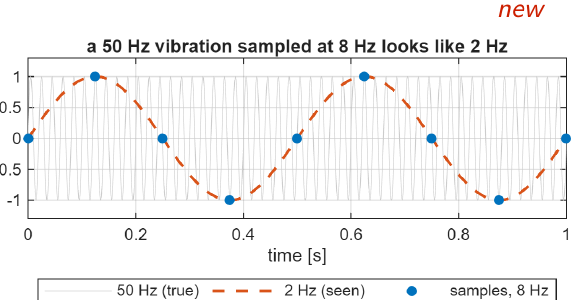 new
a 50 Hz vibration sampled at 8 Hz looks like 2 Hz
1
0.5
0
-0.5
-1
0 0.2 0.4 0.6 0.8 1
time [s]
50 Hz (true) 2 Hz (seen) samples, 8 Hz